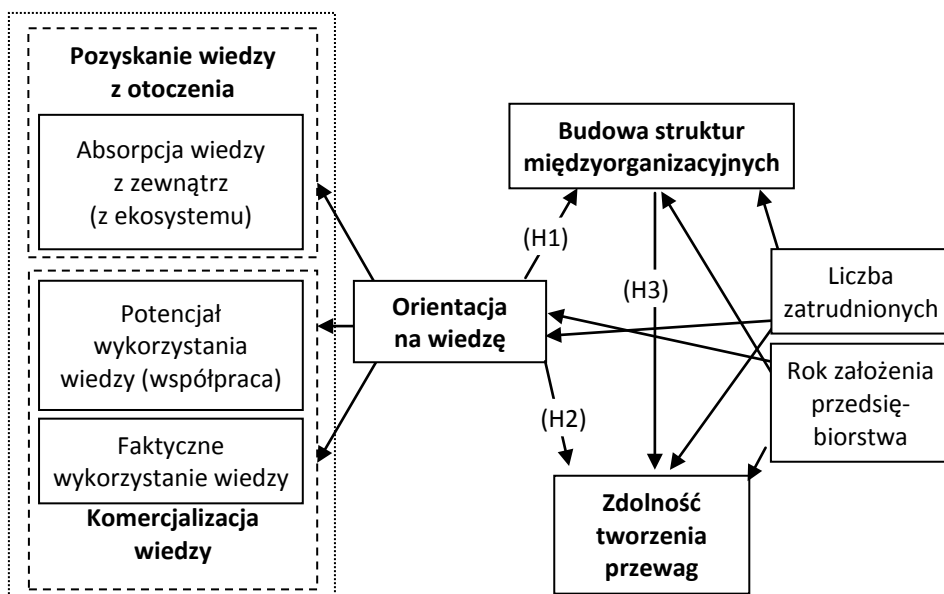 Pozyskanie wiedzy
z otoczenia
Absorpcja wiedzy
z zewnątrz
(z ekosystemu)
Potencjał
wykorzystania
wiedzy (współpraca)
Faktyczne
wykorzystanie wiedzy
Komercjalizacja
wiedzy
Orientacja
na wiedzę
(H1)
(H2)
Budowa struktur
międzyorganizacyjnych
(H3)
Zdolność
tworzenia
przewag
Liczba
zatrudnionych
Rok założenia
przedsię-
biorstwa